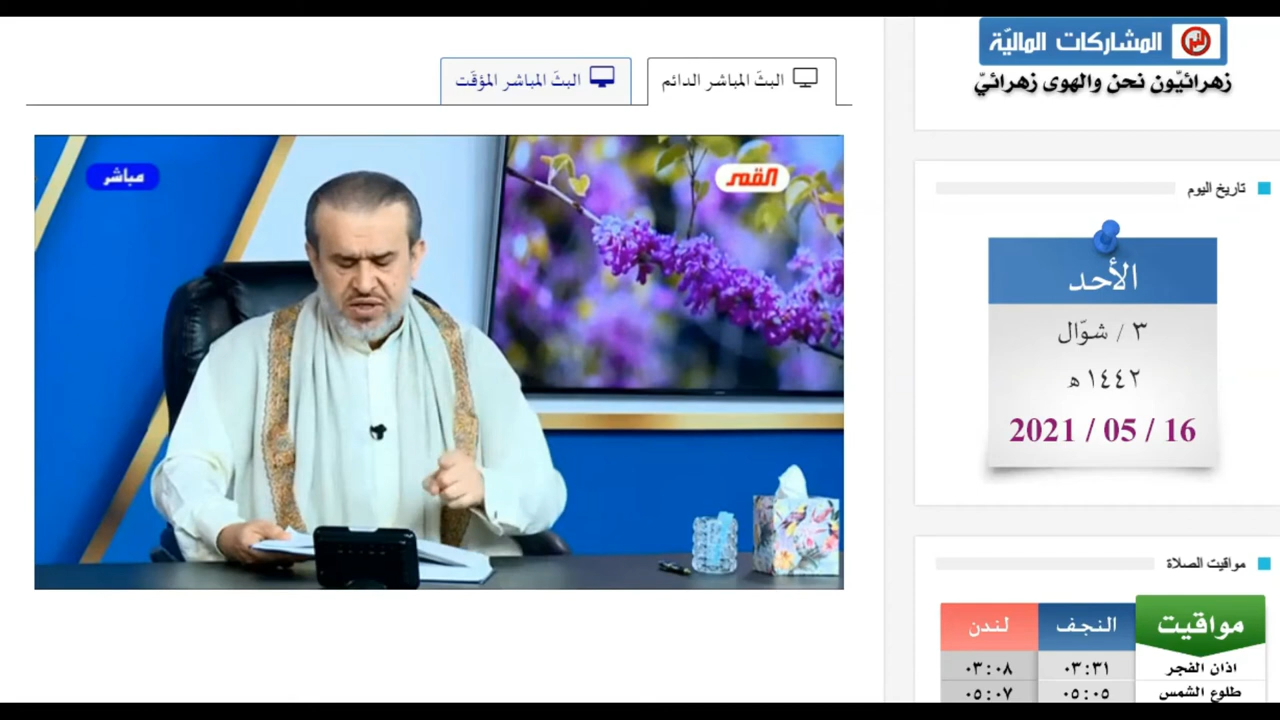 المشاركات الماليّة
زهرائيّون نحن والهوى زهرائيّ
البثّ المباشر الدائم
البثّ المباشر المؤقّت
القمر
مباشر
تاريخ اليوم
الأحد
٣ / شوّال
١٤٤٢ ه
2021 / 05 / 16
مواقيت الصلاة
مواقيت النجف لندن
اذان الفجر ٠٣:٣١ ٠٣:٠٨
طلوع الشمس ٠٥:٠٥ ٠٥:٠٧